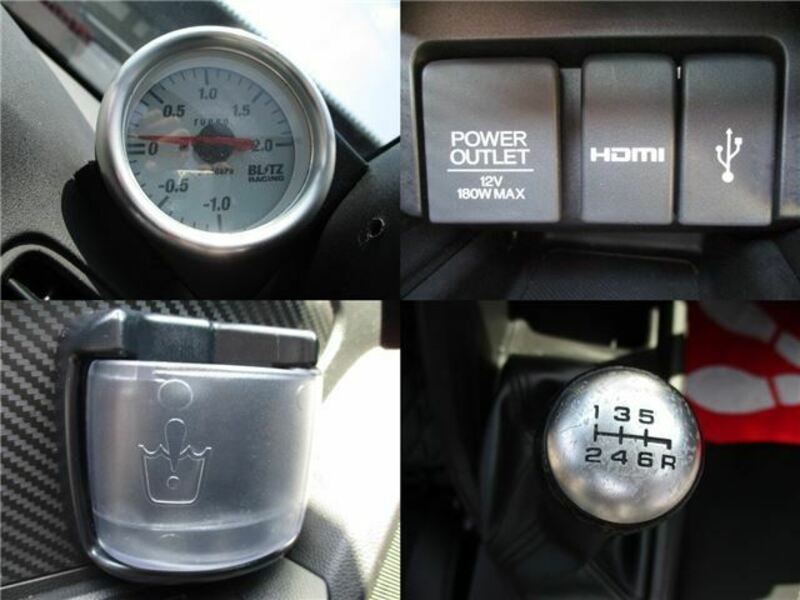 0.5 1.0 1.5
turbo
0 2.0
BLITZ
RACING
-0.5 -1.0
POWER
OUTLET
12V
180W MAX
HDMI
1 3 5
2 4 6 R